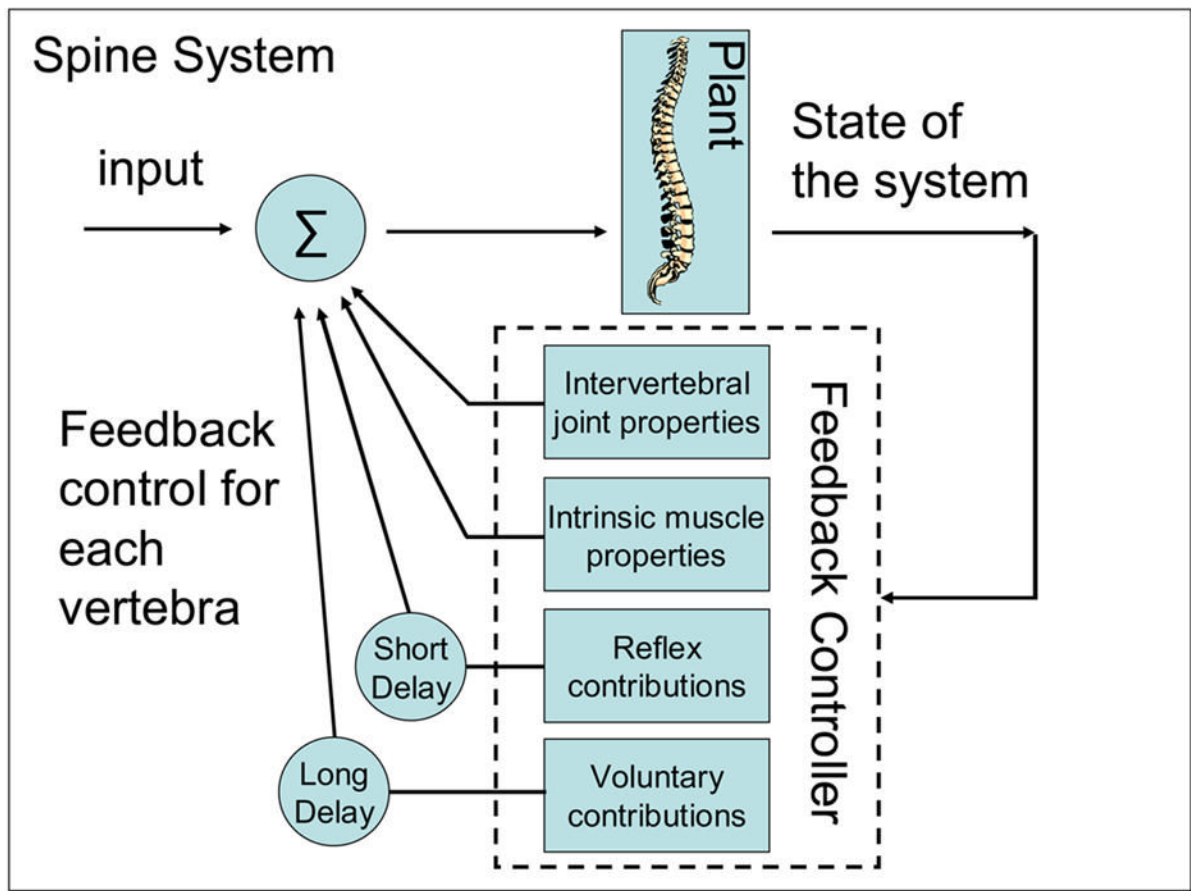 Spine System
input
Σ
Plant
State of
the system
Feedback
control for
each
vertebra
Intervertebral
joint properties
Intrinsic muscle
properties
Short
Delay
Reflex
contributions
Long
Delay
Voluntary
contributions
Feedback Controller